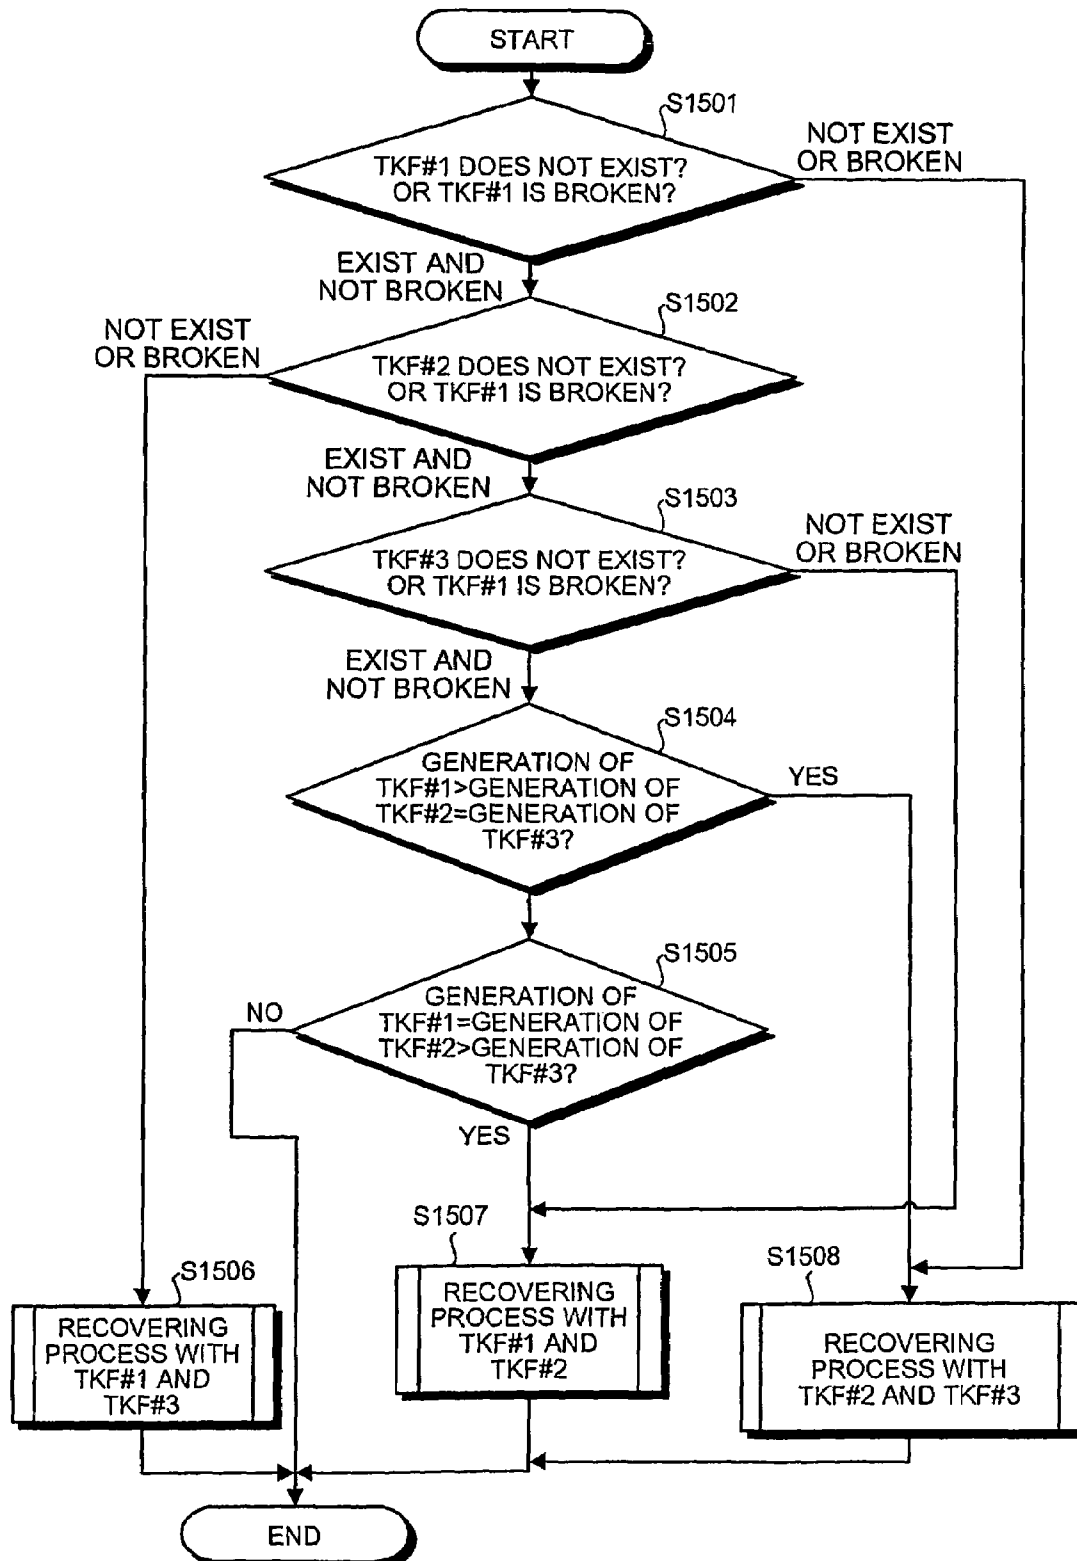 START
S1501
NOT EXIST
OR BROKEN
TKF#1 DOES NOT EXIST?
OR TKF#1 IS BROKEN?
EXIST AND
NOT BROKEN
S1502
NOT EXIST
OR BROKEN
TKF#2 DOES NOT EXIST?
OR TKF#1 IS BROKEN?
EXIST AND
NOT BROKEN
S1503
NOT EXIST
OR BROKEN
TKF#3 DOES NOT EXIST?
OR TKF#1 IS BROKEN?
EXIST AND
NOT BROKEN
S1504
GENERATION OF
TKF#1>GENERATION OF
TKF#2=GENERATION OF
TKF#3?
YES
S1505
GENERATION OF
TKF#1=GENERATION OF
TKF#2>GENERATION OF
TKF#3?
NO
YES
S1506
RECOVERING
PROCESS WITH
TKF#1 AND
TKF#3
S1507
RECOVERING
PROCESS WITH
TKF#1 AND
TKF#2
S1508
RECOVERING
PROCESS WITH
TKF#2 AND TKF#3
END